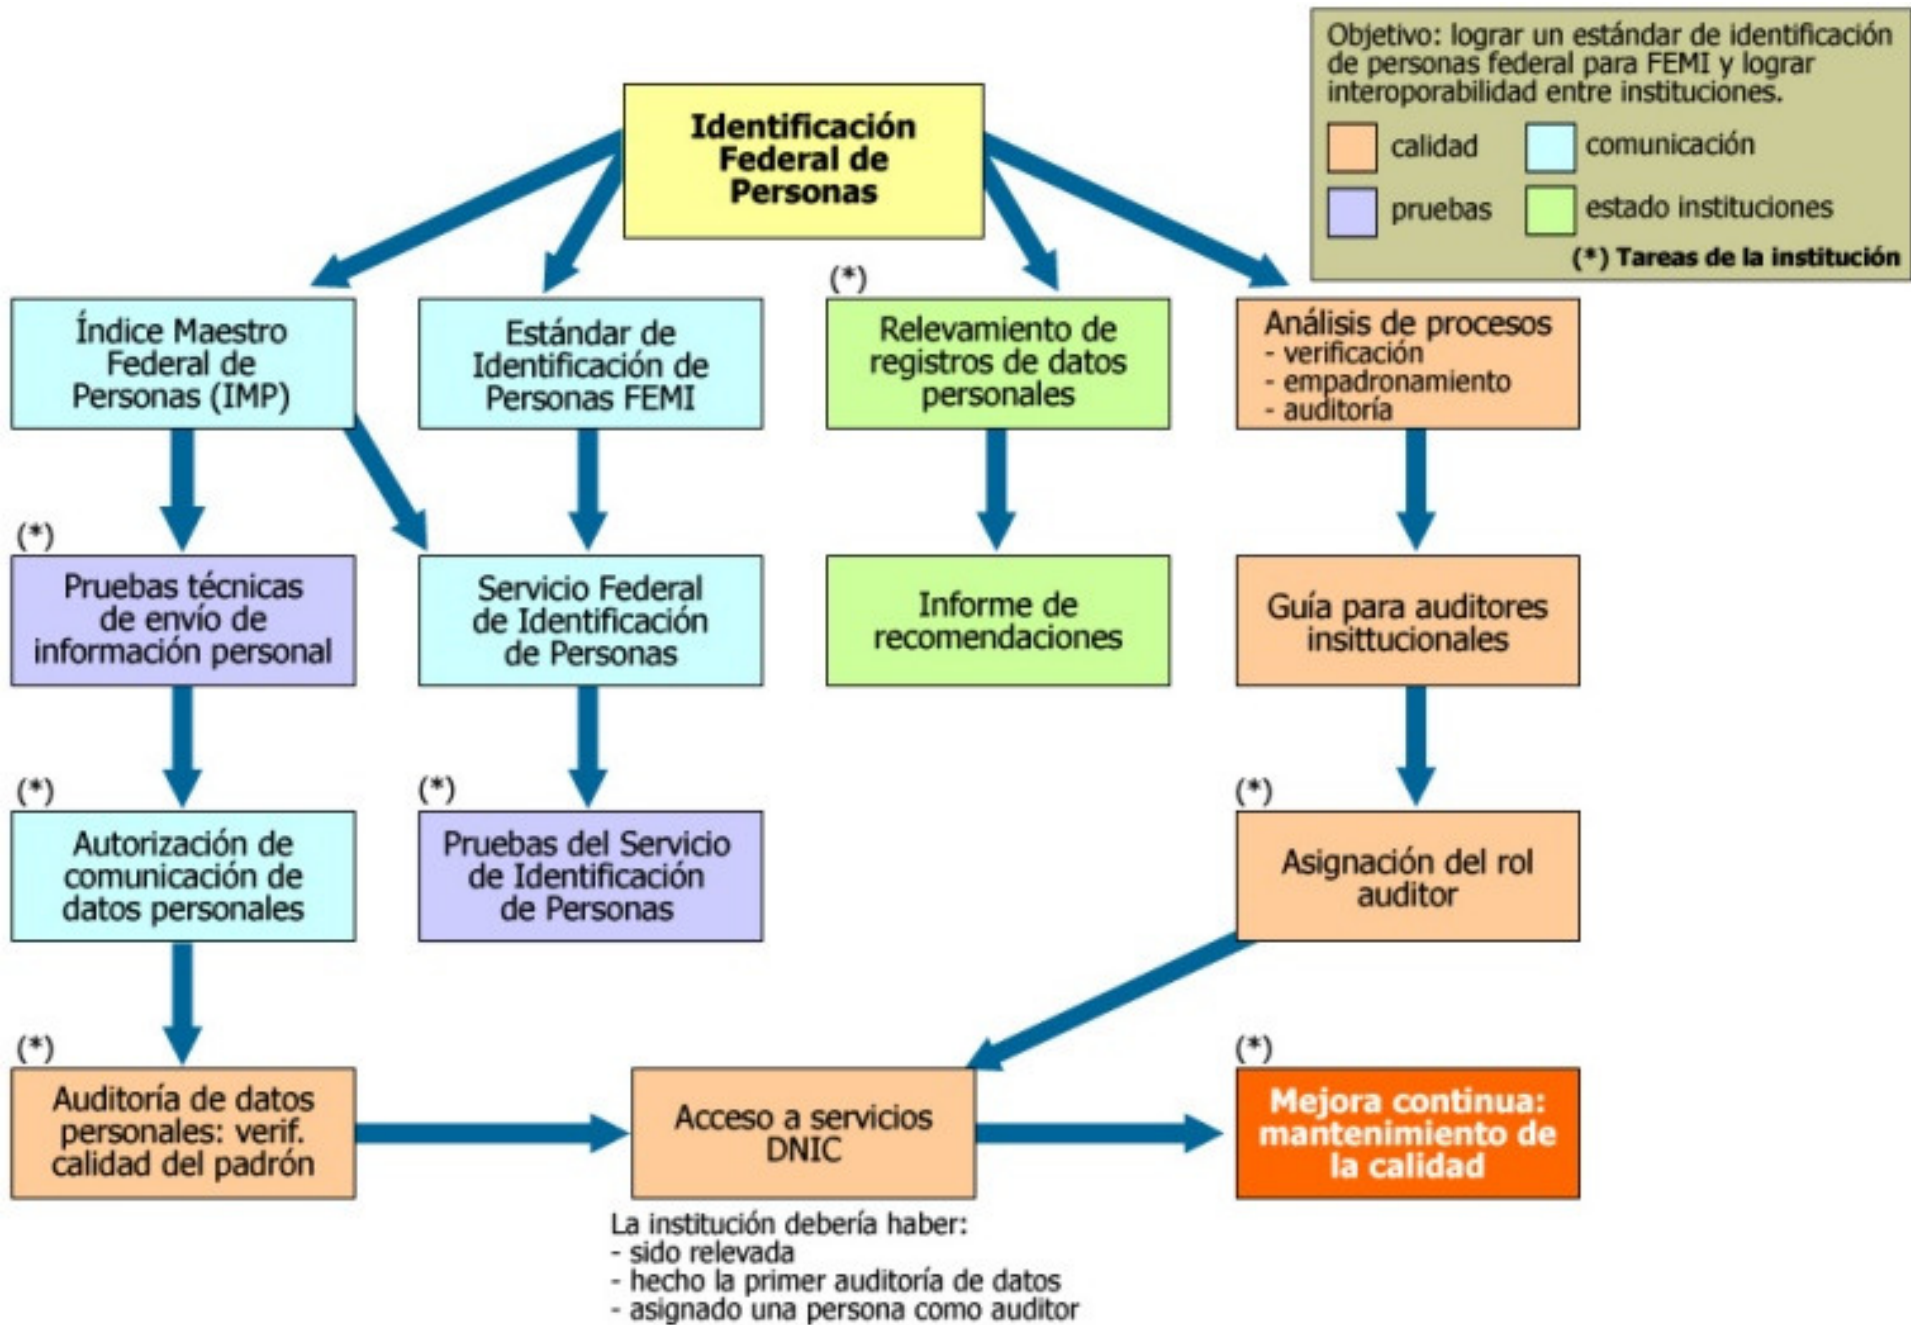 Objetivo: lograr un estándar de identificación
de personas federal para FEMI y lograr
interoporabilidad entre instituciones.
calidad
comunicación
pruebas
estado instituciones
(*) Tareas de la institución
Identificación
Federal de
Personas
Índice Maestro
Federal de
Personas (IMP)
Estándar de
Identificación de
Personas FEMI
(*)
Relevamiento de
registros de datos
personales
Análisis de procesos
- verificación
- empadronamiento
- auditoría
(*)
Pruebas técnicas
de envío de
información personal
Servicio Federal
de Identificación
de Personas
Informe de
recomendaciones
Guía para auditores
insittucionales
(*)
Autorización de
comunicación de
datos personales
(*)
Pruebas del Servicio
de Identificación
de Personas
(*)
Asignación del rol
auditor
(*)
Auditoría de datos
personales: verif.
calidad del padrón
Acceso a servicios
DNIC
(*)
Mejora continua:
mantenimiento de
la calidad
La institución debería haber:
- sido relevada
- hecho la primer auditoría de datos
- asignado una persona como auditor